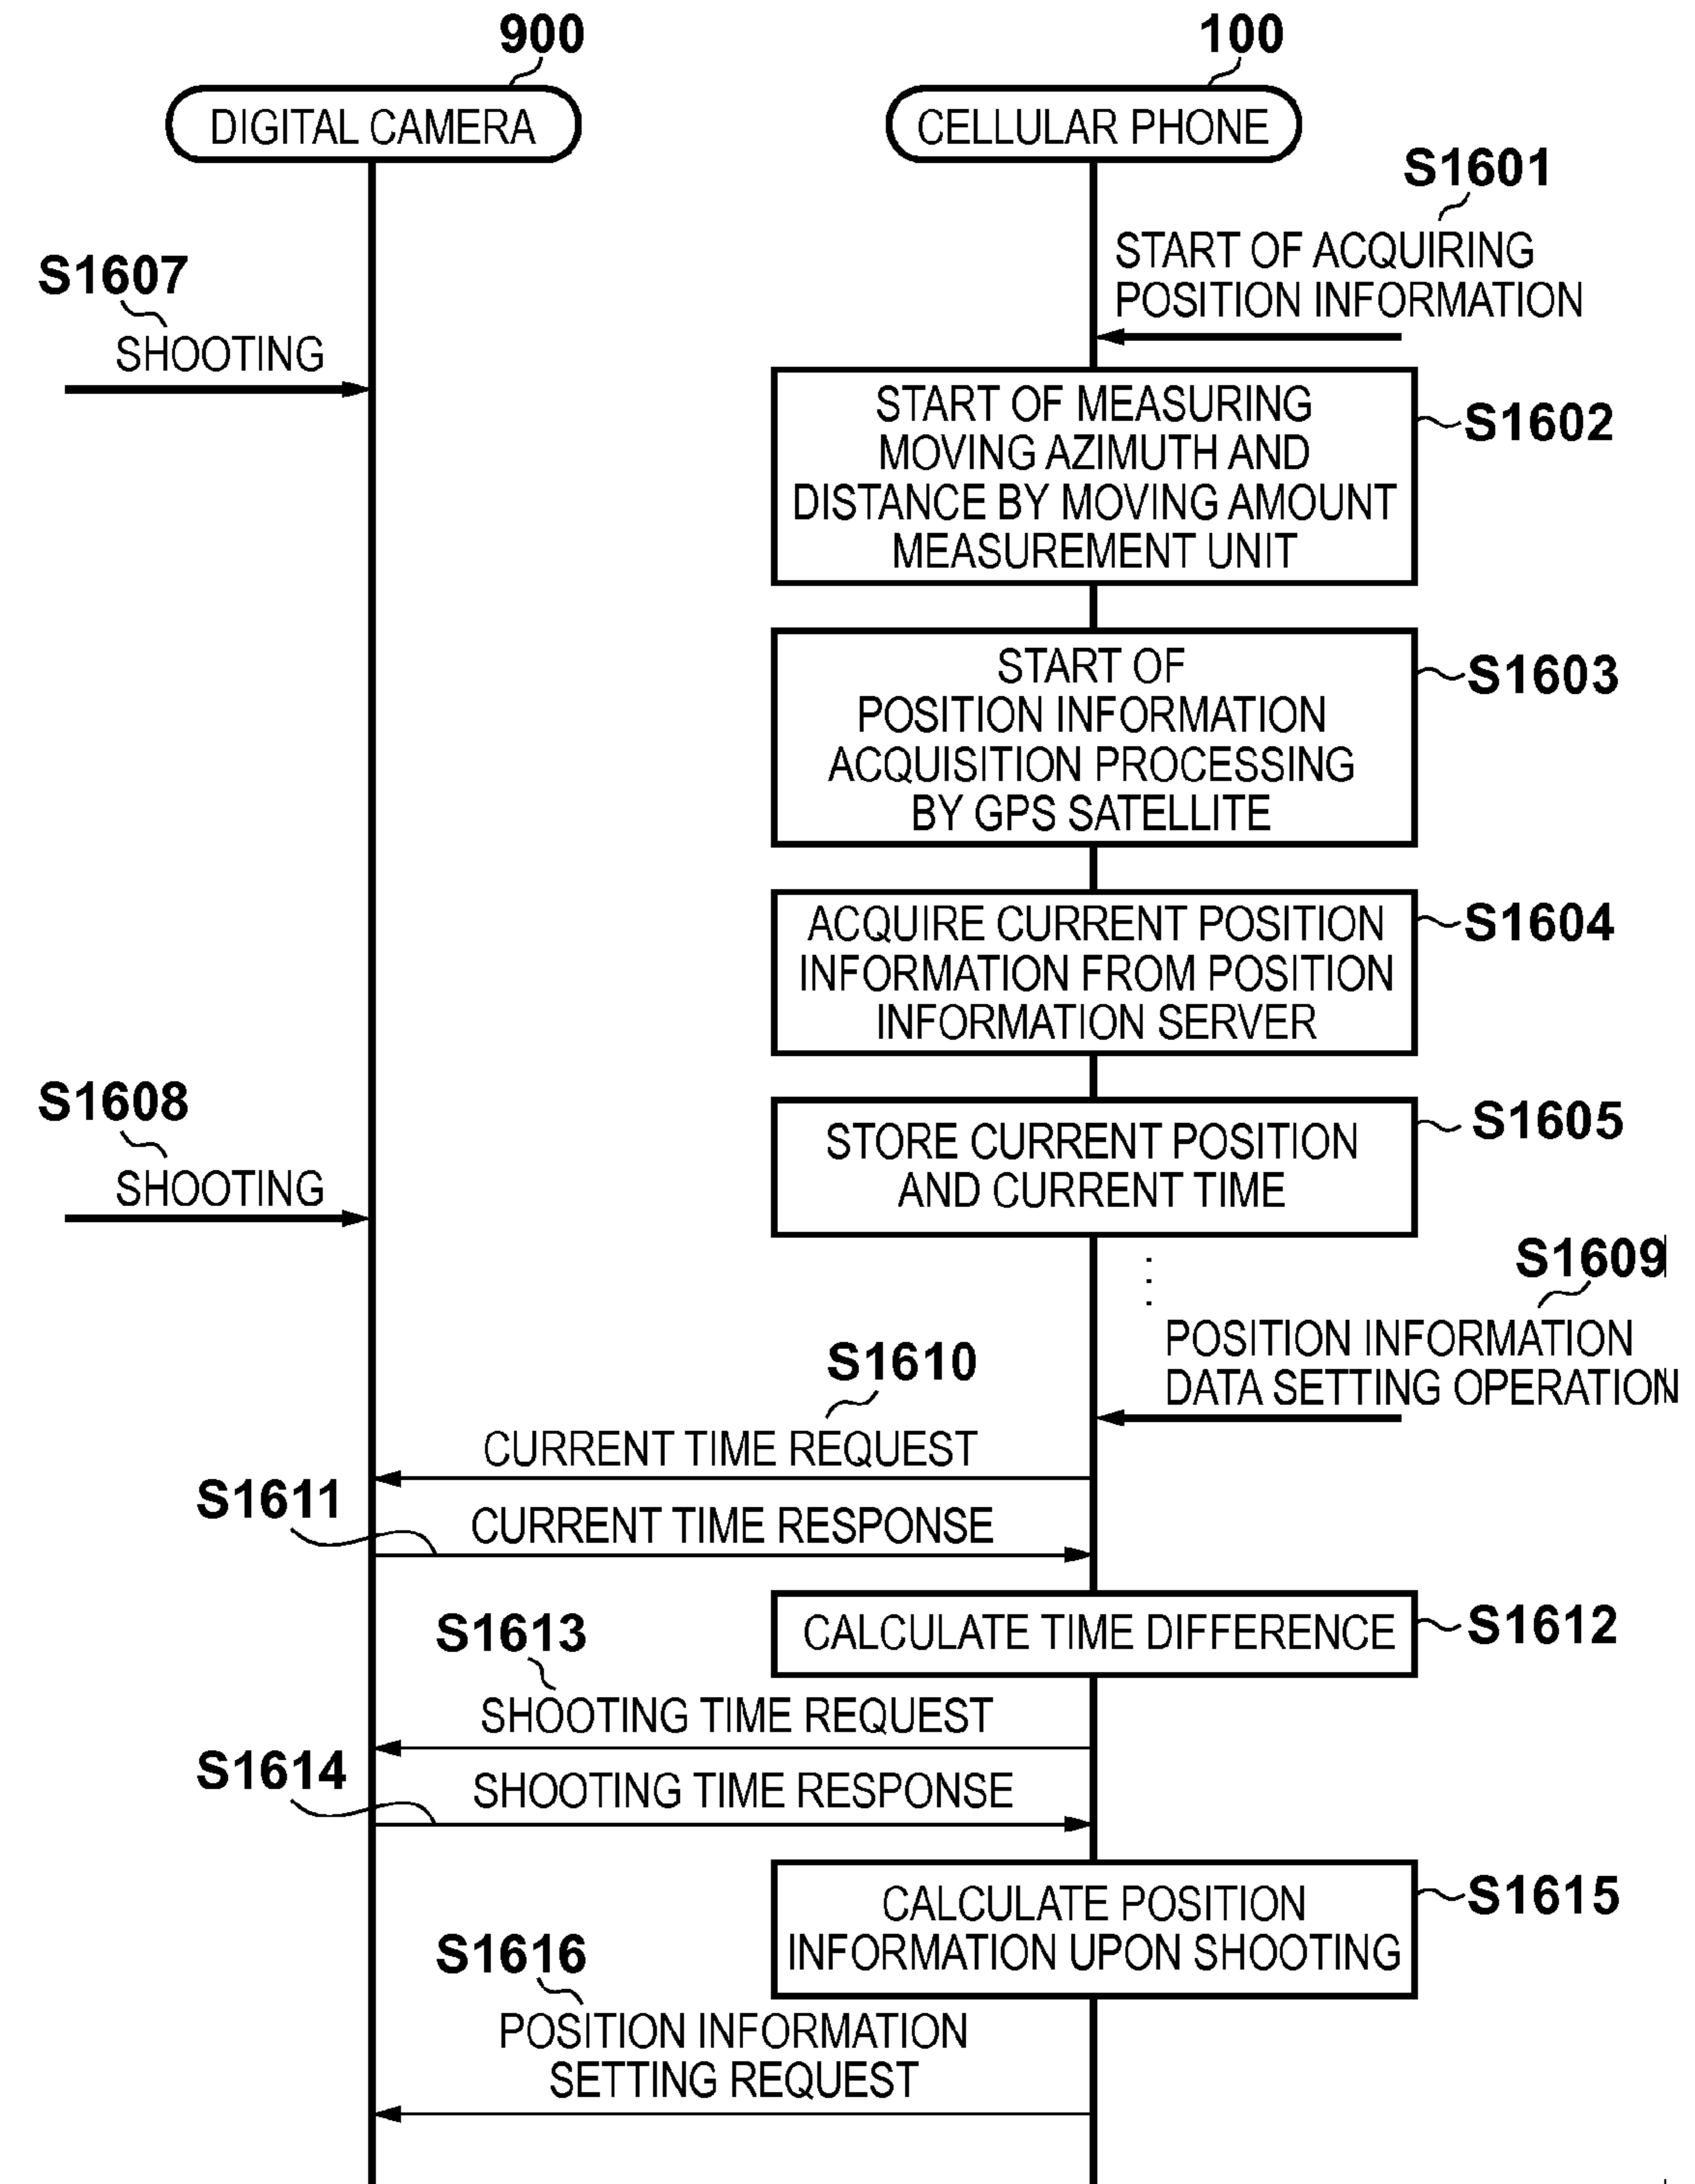 900
100
DIGITAL CAMERA
CELLULAR PHONE
S1601
START OF ACQUIRING
POSITION INFORMATION
S1607
SHOOTING
START OF MEASURING
MOVING AZIMUTH AND
DISTANCE BY MOVING AMOUNT
MEASUREMENT UNIT
S1602
START OF
POSITION INFORMATION
ACQUISITION PROCESSING
BY GPS SATELLITE
S1603
ACQUIRE CURRENT POSITION
INFORMATION FROM POSITION
INFORMATION SERVER
S1604
S1608
SHOOTING
STORE CURRENT POSITION
AND CURRENT TIME
S1605
S1609
POSITION INFORMATION
DATA SETTING OPERATION
S1610
CURRENT TIME REQUEST
S1611
CURRENT TIME RESPONSE
CALCULATE TIME DIFFERENCE
S1612
S1613
SHOOTING TIME REQUEST
S1614
SHOOTING TIME RESPONSE
CALCULATE POSITION
INFORMATION UPON SHOOTING
S1615
S1616
POSITION INFORMATION
SETTING REQUEST